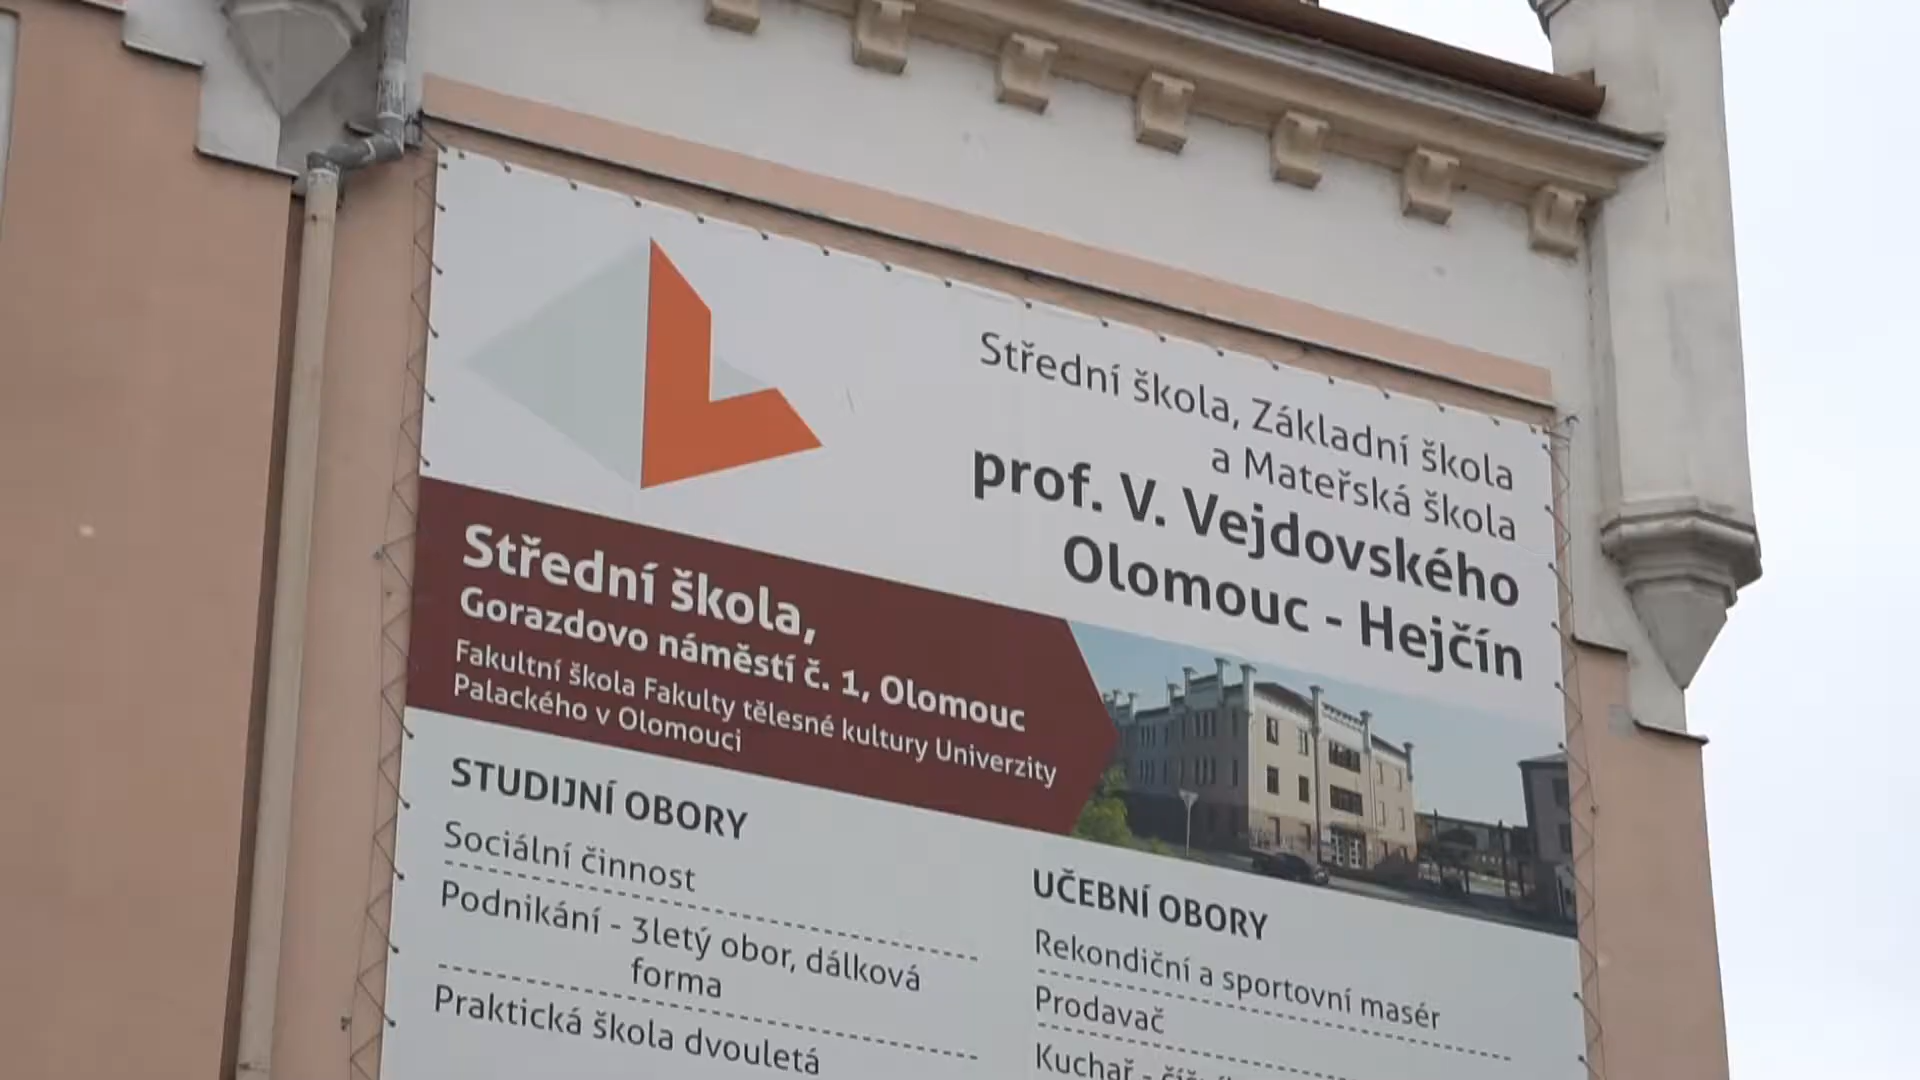 Střední škola, Základní škola
a Mateřská škola
prof. V. Vejdovského
Olomouc - Hejčín
Střední škola,
Gorazdovo náměstí č. 1, Olomouc
Fakultní škola Fakulty tělesné kultury Univerzity
Palackého v Olomouci
STUDIJNÍ OBORY
Sociální činnost
Podnikání - 3letý obor, dálková
forma
Praktická škola dvouletá
UČEBNÍ OBORY
Rekondiční a sportovní masér
Prodavač
Kuchař -